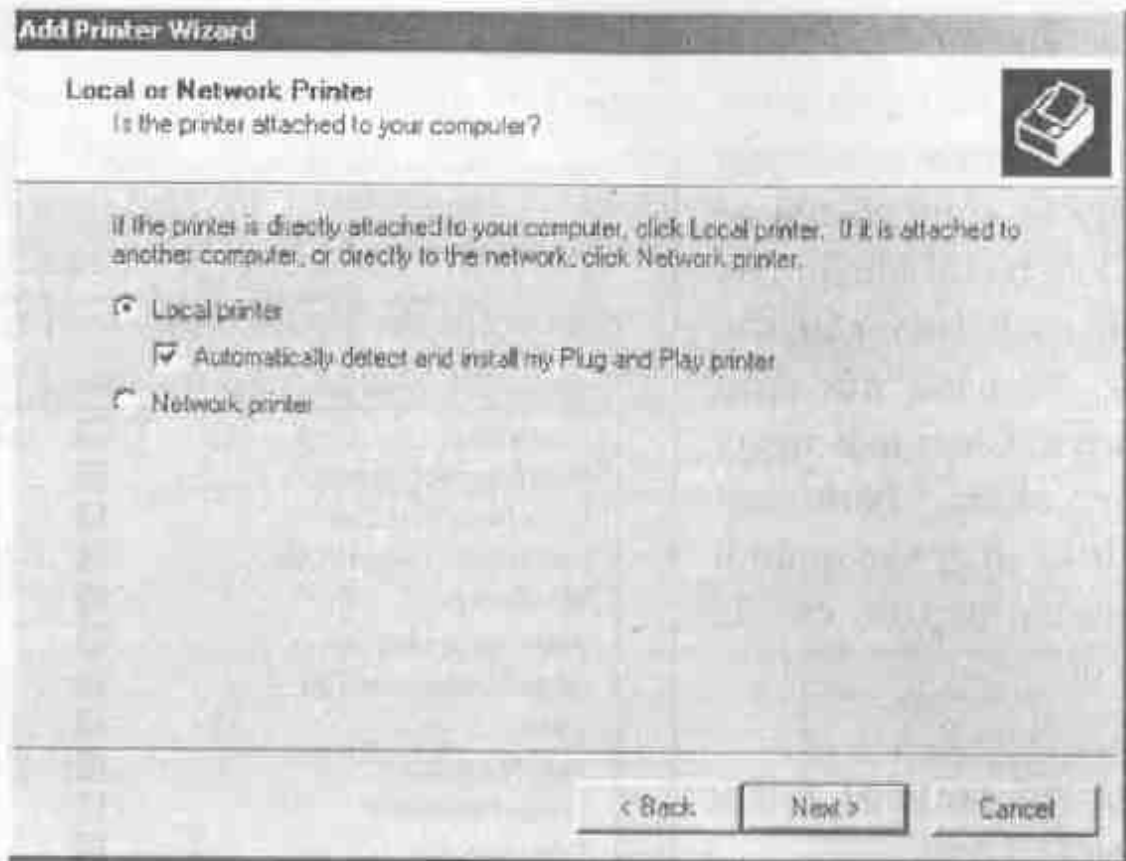 Add Printer Wizard
Local or Network Printer
Is the printer attached to your computer?
If the printer is directly attached to your computer, click Local printer. If it is attached to
another computer, or directly to the network, click Network printer.
Local printer
Automatically detect and install my Plug and Play printer
Network printer
< Back
Next >
Cancel